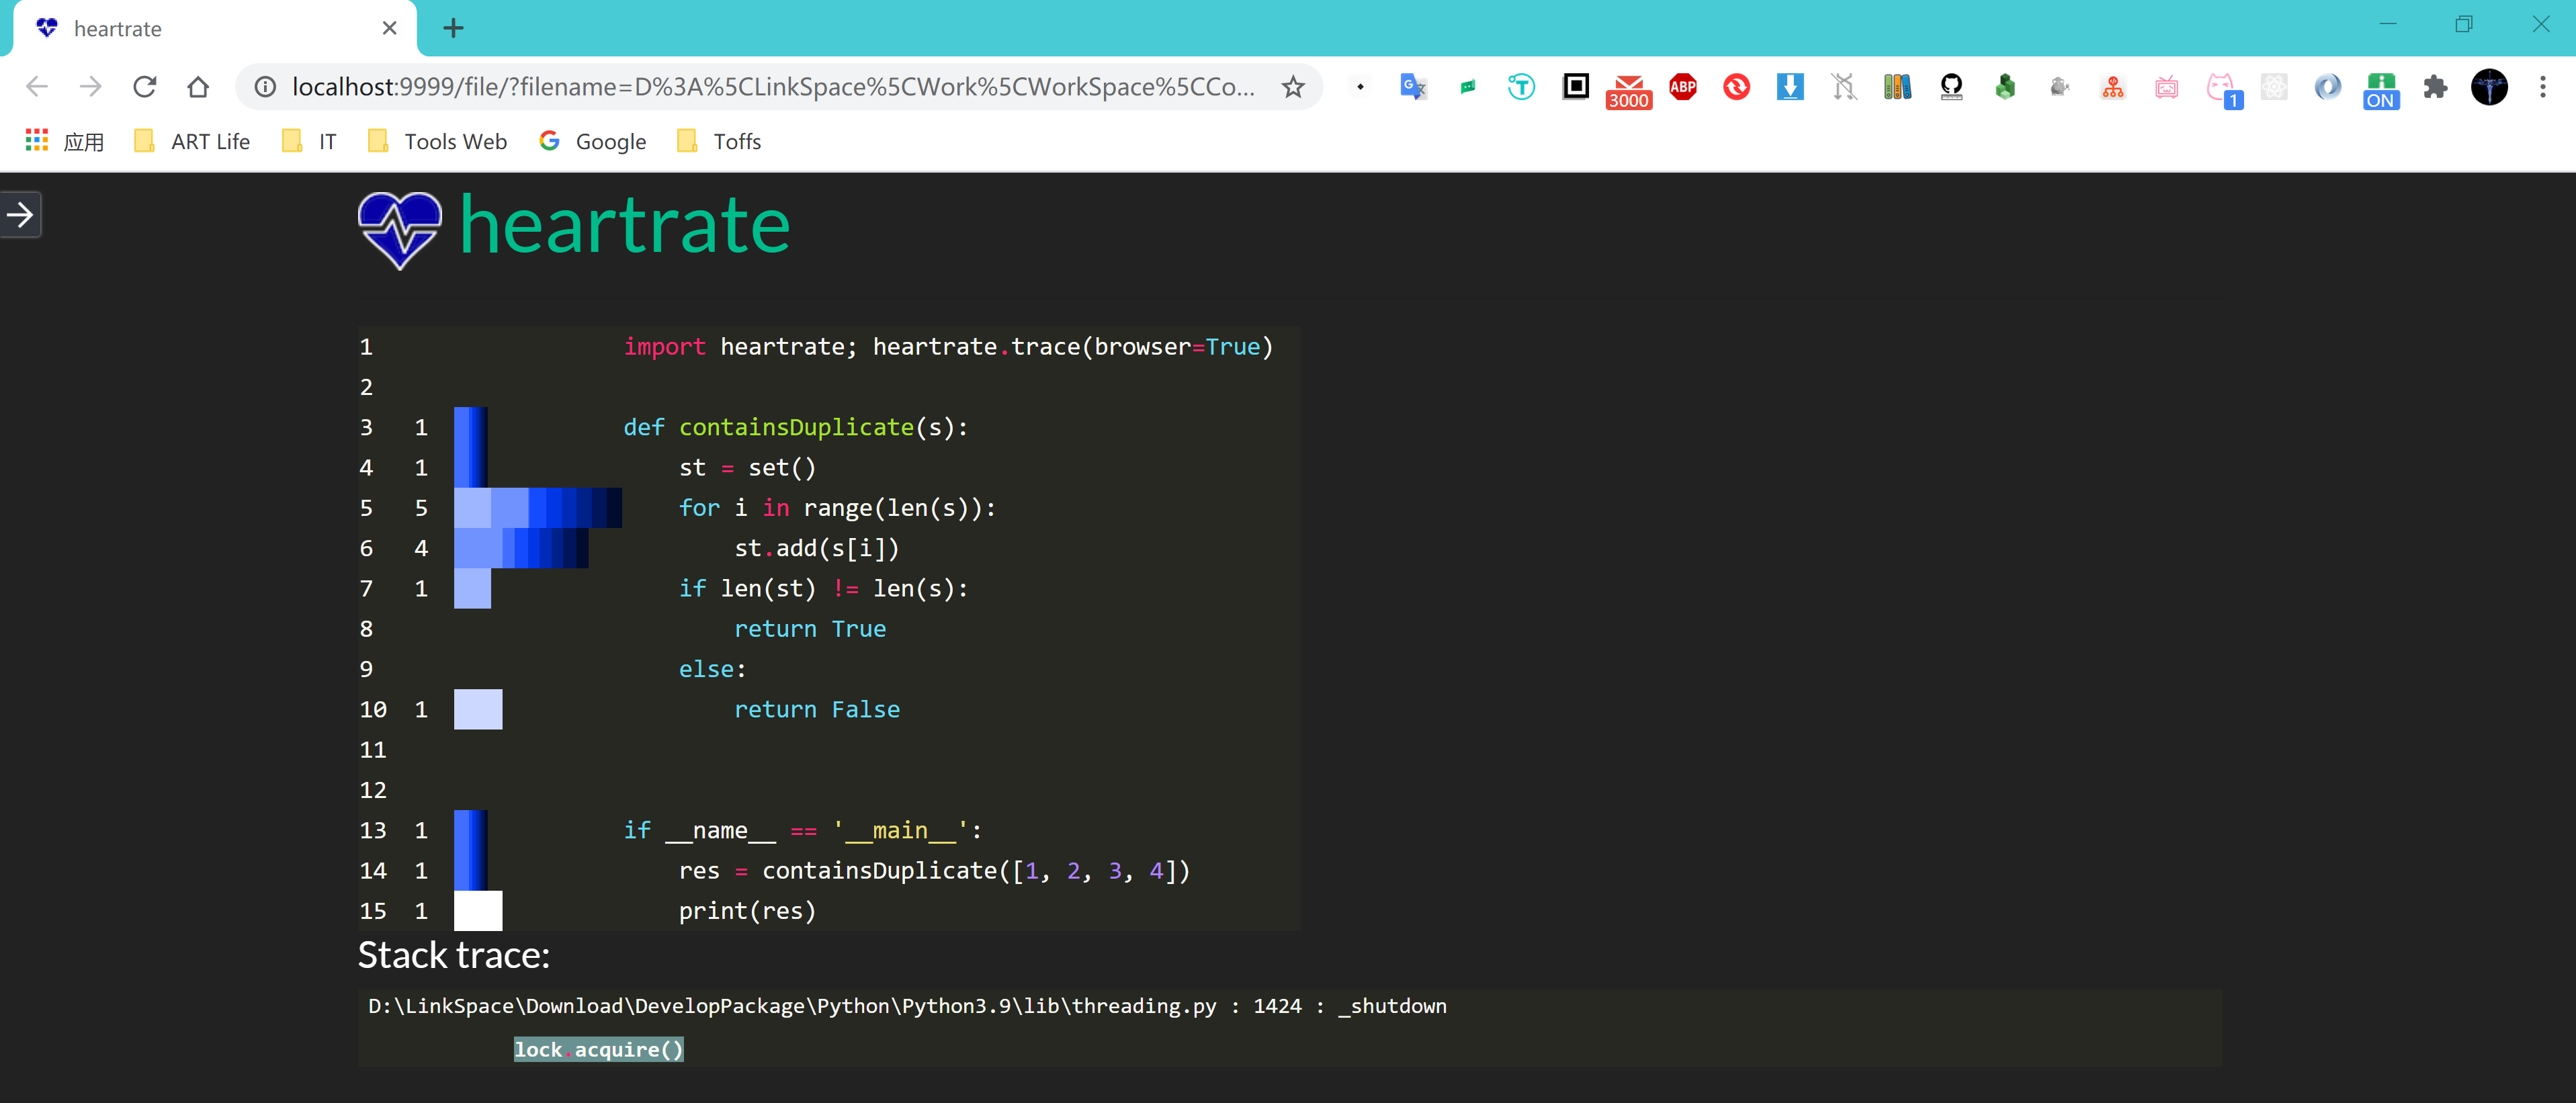 heartrate
localhost:9999/file/?filename=D%3A%5CLinkSpace%5CWork%5CWorkSpace%5CCo...
3000
ABP
1
ON
应用 ART Life IT Tools Web Google Toffs
heartrate
1 import heartrate; heartrate.trace(browser=True)
2
3 1 def containsDuplicate(s):
4 1 st = set()
5 5 for i in range(len(s)):
6 4 st.add(s[i])
7 1 if len(st) != len(s):
8 return True
9 else:
10 1 return False
11
12
13 1 if __name__ == '__main__':
14 1 res = containsDuplicate([1, 2, 3, 4])
15 1 print(res)
Stack trace:
D:\LinkSpace\Download\DevelopPackage\Python\Python3.9\lib\threading.py : 1424 : _shutdown
lock.acquire()